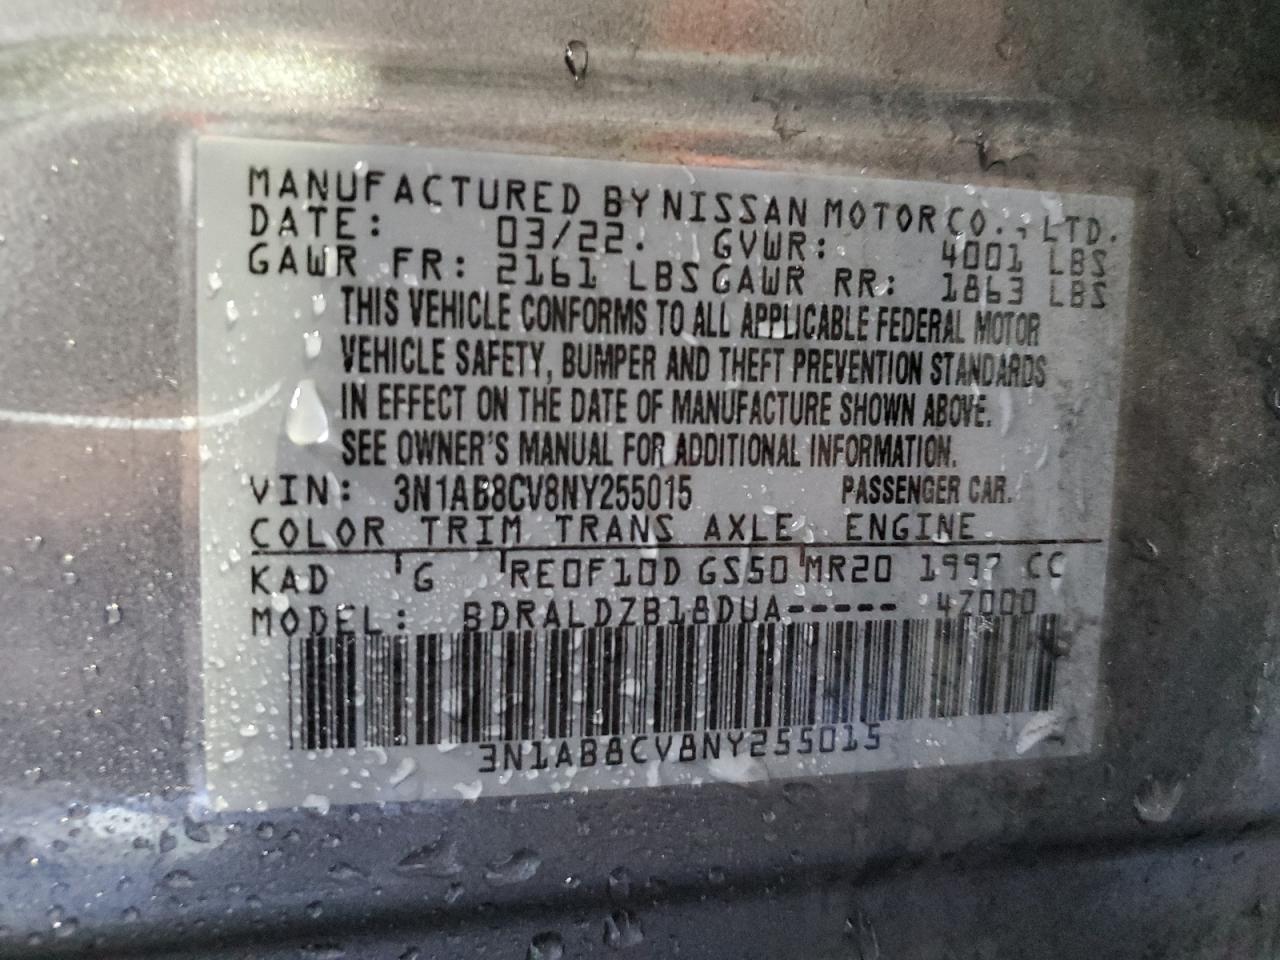 MANUFACTURED BY NISSAN MOTOR CO., LTD.
DATE: 03/22. GVWR: 4001 LBS
GAWR FR: 2161 LBS GAWR RR: 1863 LBS
THIS VEHICLE CONFORMS TO ALL APPLICABLE FEDERAL MOTOR
VEHICLE SAFETY, BUMPER AND THEFT PREVENTION STANDARDS
IN EFFECT ON THE DATE OF MANUFACTURE SHOWN ABOVE.
SEE OWNER'S MANUAL FOR ADDITIONAL INFORMATION.
VIN: 3N1AB8CV8NY255015 PASSENGER CAR.
COLOR TRIM TRANS AXLE ENGINE
KAD G RE0F10D GS50 MR20 1997 CC
MODEL: BDRALDZB18DUA----- 4Z000
3N1AB8CV8NY255015